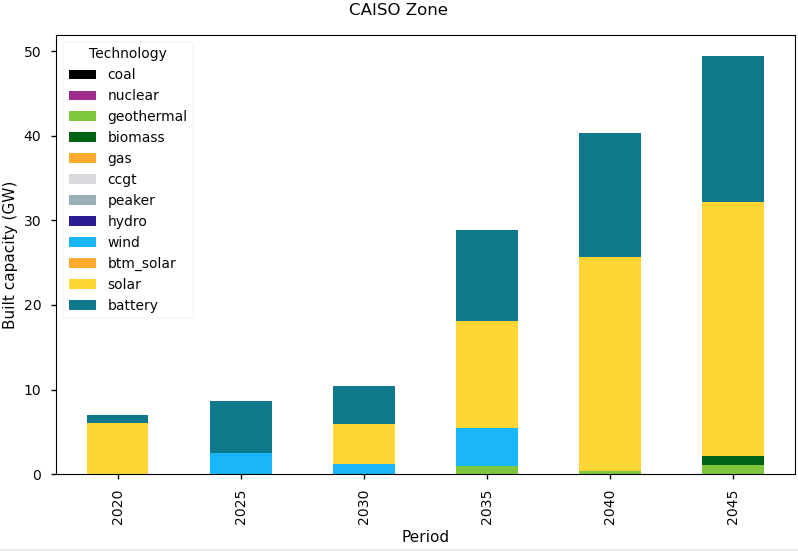 CAISO Zone
Built capacity (GW)
50
40
30
20
10
0
Technology
coal
nuclear
geothermal
biomass
gas
ccgt
peaker
hydro
wind
btm_solar
solar
battery
2020
2025
2030
2035
2040
2045
Period